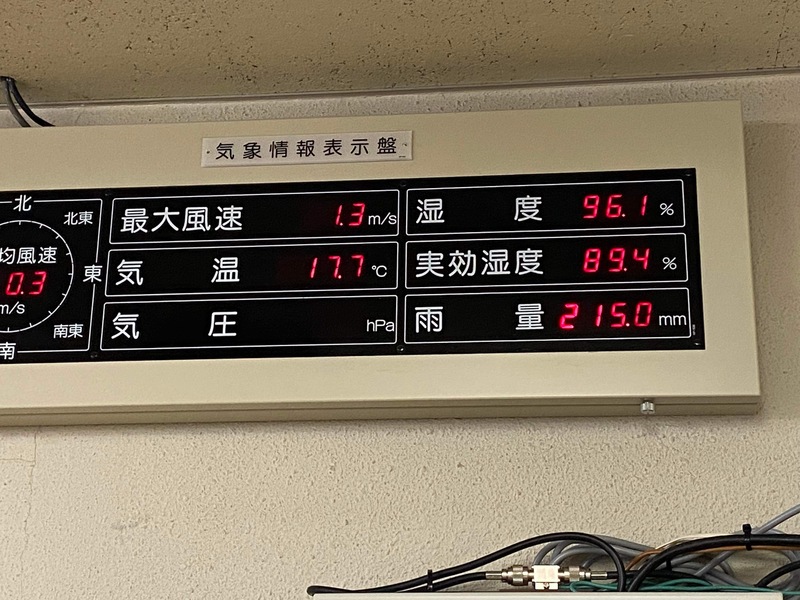 気象情報表示盤
北
北東
均風速
0.3
m/s
東
南東
南
最大風速 1.3 m/s
気温 17.7 ℃
気圧 hPa
湿度 96.1 %
実効湿度 89.4 %
雨量 215.0 mm